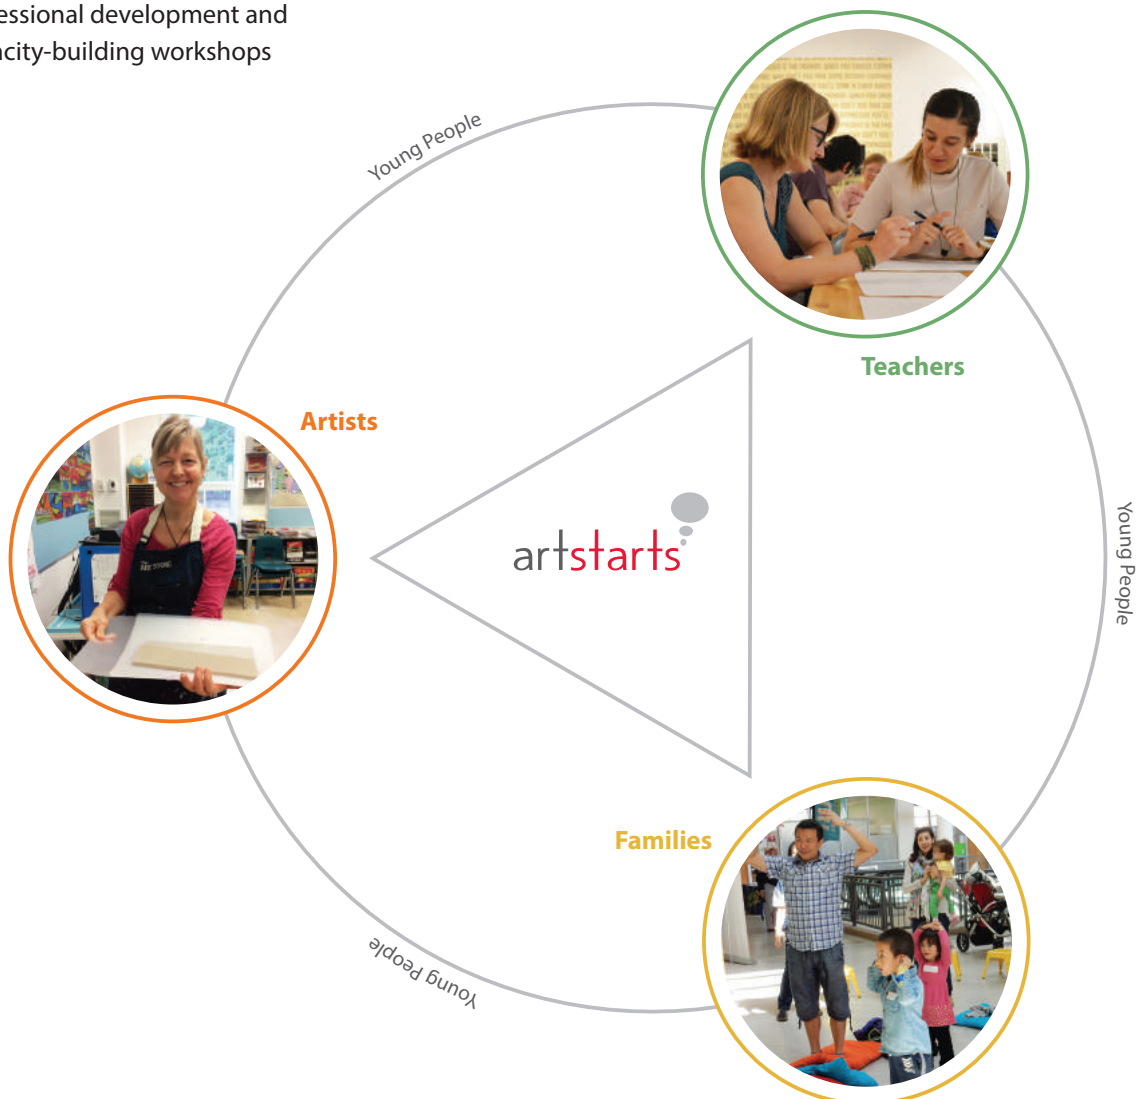 essional development and
acity-building workshops
Young People
Teachers
Artists
Young People
artstarts
Families
Young People